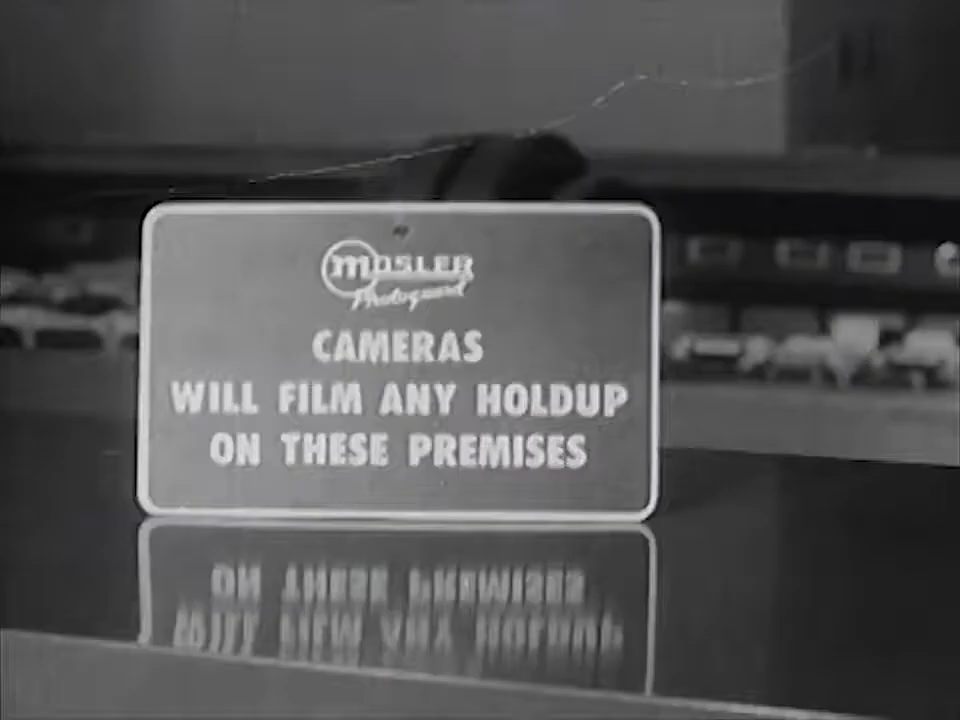 mOSLER
Photoguard
CAMERAS
WILL FILM ANY HOLDUP
ON THESE PREMISES